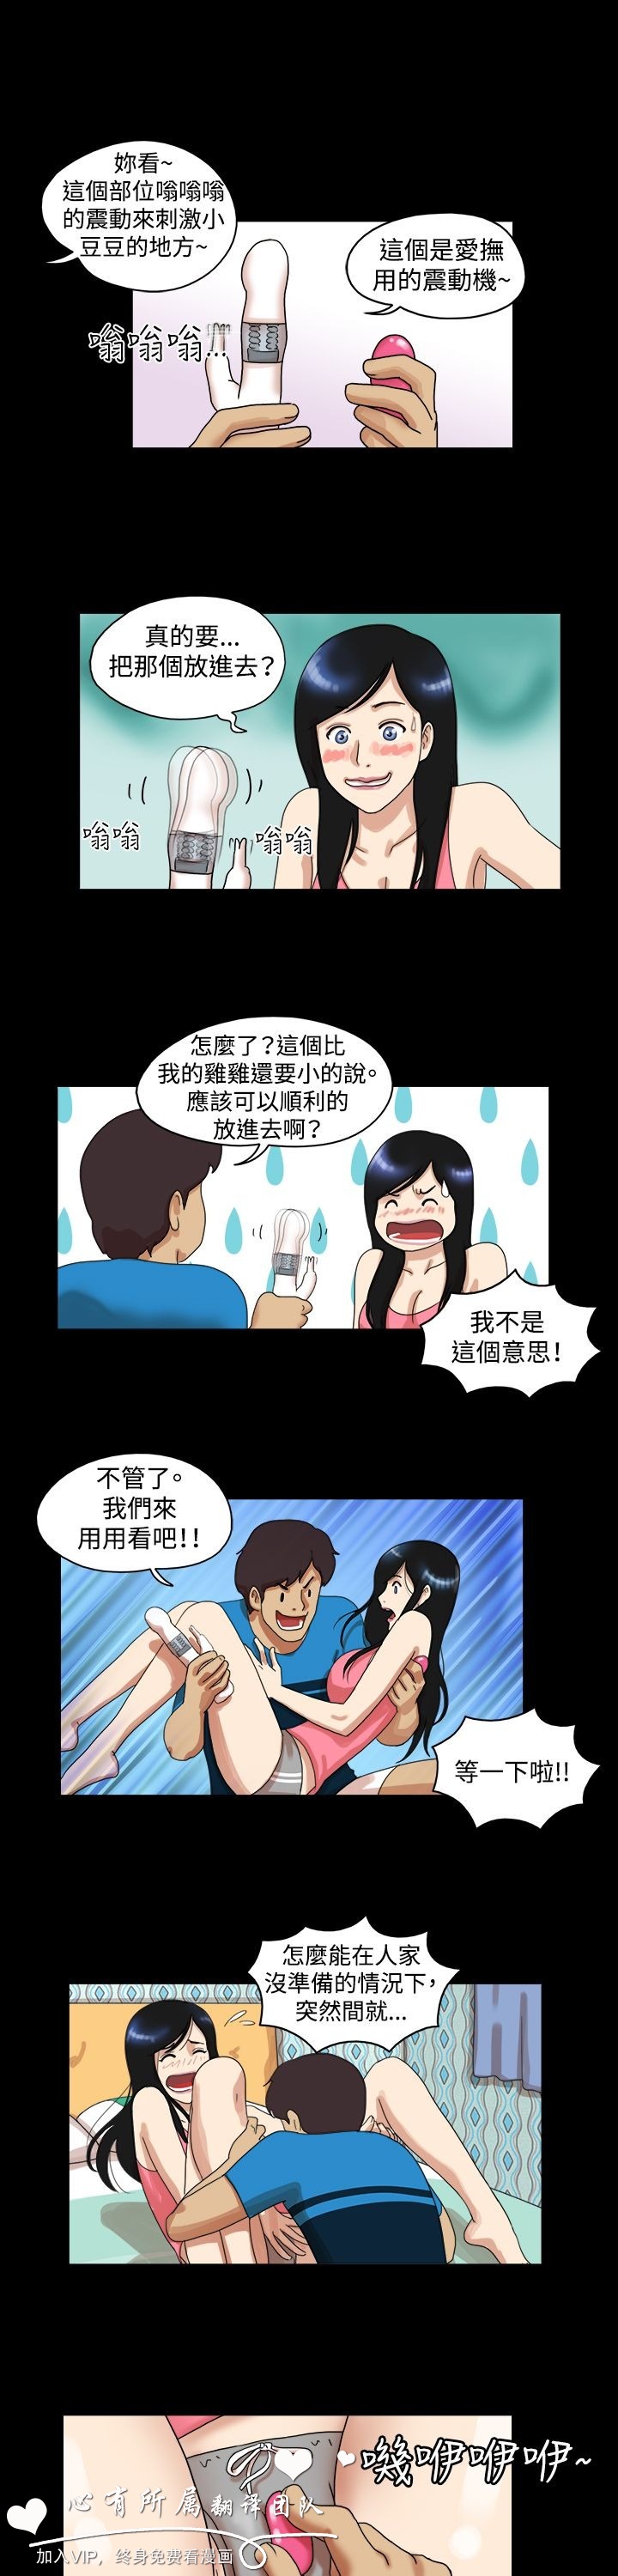 妳看~
這個部位嗡嗡嗡
的震動來刺激小
豆豆的地方~
這個是愛撫
用的震動機~
嗡嗡嗡...
真的要...
把那個放進去？
嗡嗡
嗡嗡
怎麼了？這個比
我的雞雞還要小的說。
應該可以順利的
放進去啊？
我不是
這個意思！
不管了。
我們來
用用看吧！！
等一下啦!!
怎麼能在人家
沒準備的情況下，
突然間就...
嘰咿咿咿~
心有所属翻译团队
加入VIP，终身免费看漫画